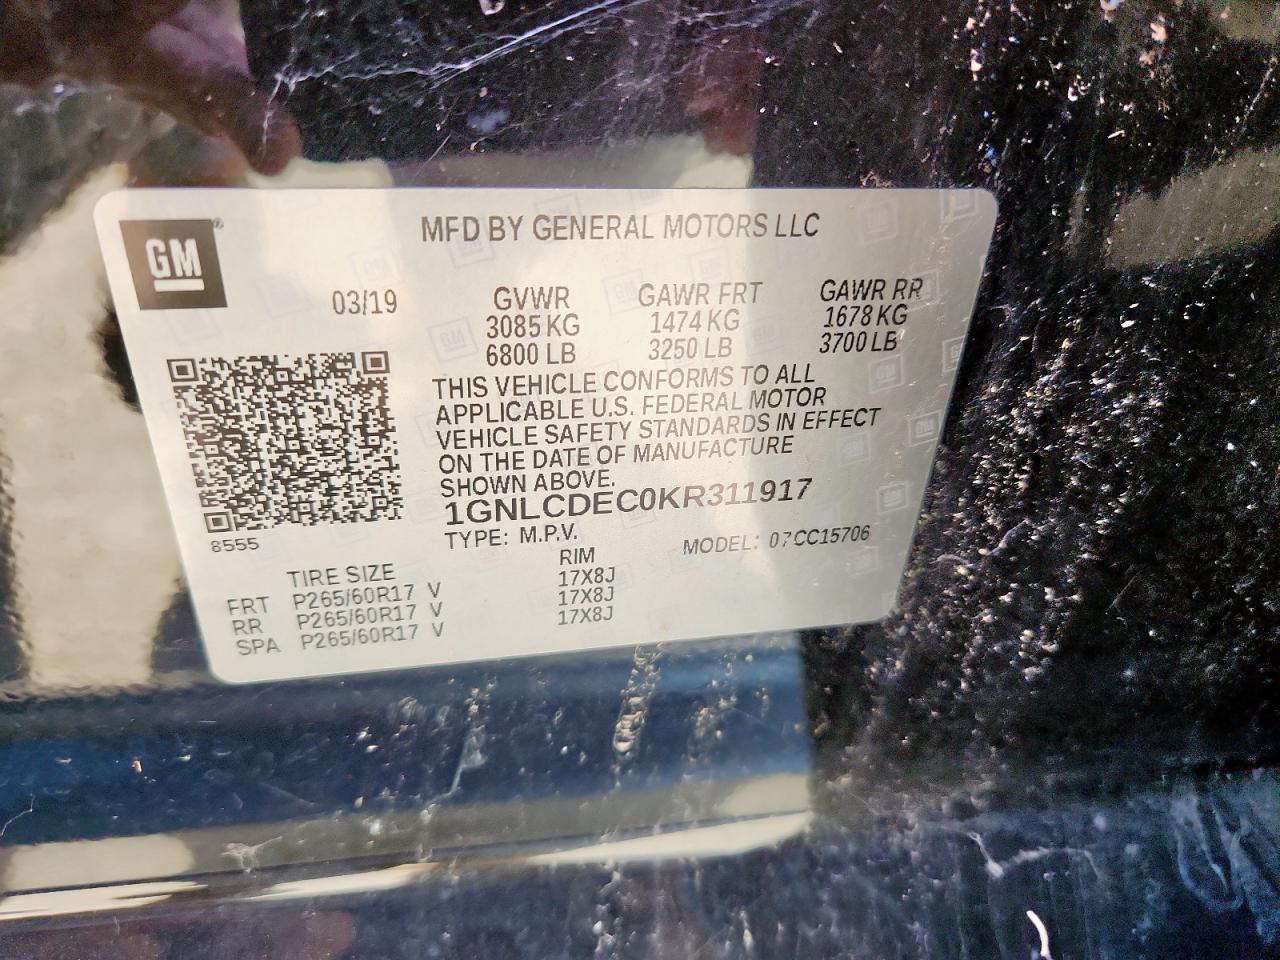 GM®
MFD BY GENERAL MOTORS LLC
03/19 GVWR GAWR FRT GAWR RR
3085 KG 1474 KG 1678 KG
6800 LB 3250 LB 3700 LB
THIS VEHICLE CONFORMS TO ALL
APPLICABLE U.S. FEDERAL MOTOR
VEHICLE SAFETY STANDARDS IN EFFECT
ON THE DATE OF MANUFACTURE
SHOWN ABOVE.
1GNLCDEC0KR311917
8555
TYPE: M.P.V. MODEL: 07CC15706
TIRE SIZE RIM
FRT P265/60R17 V 17X8J
RR P265/60R17 V 17X8J
SPA P265/60R17 V 17X8J